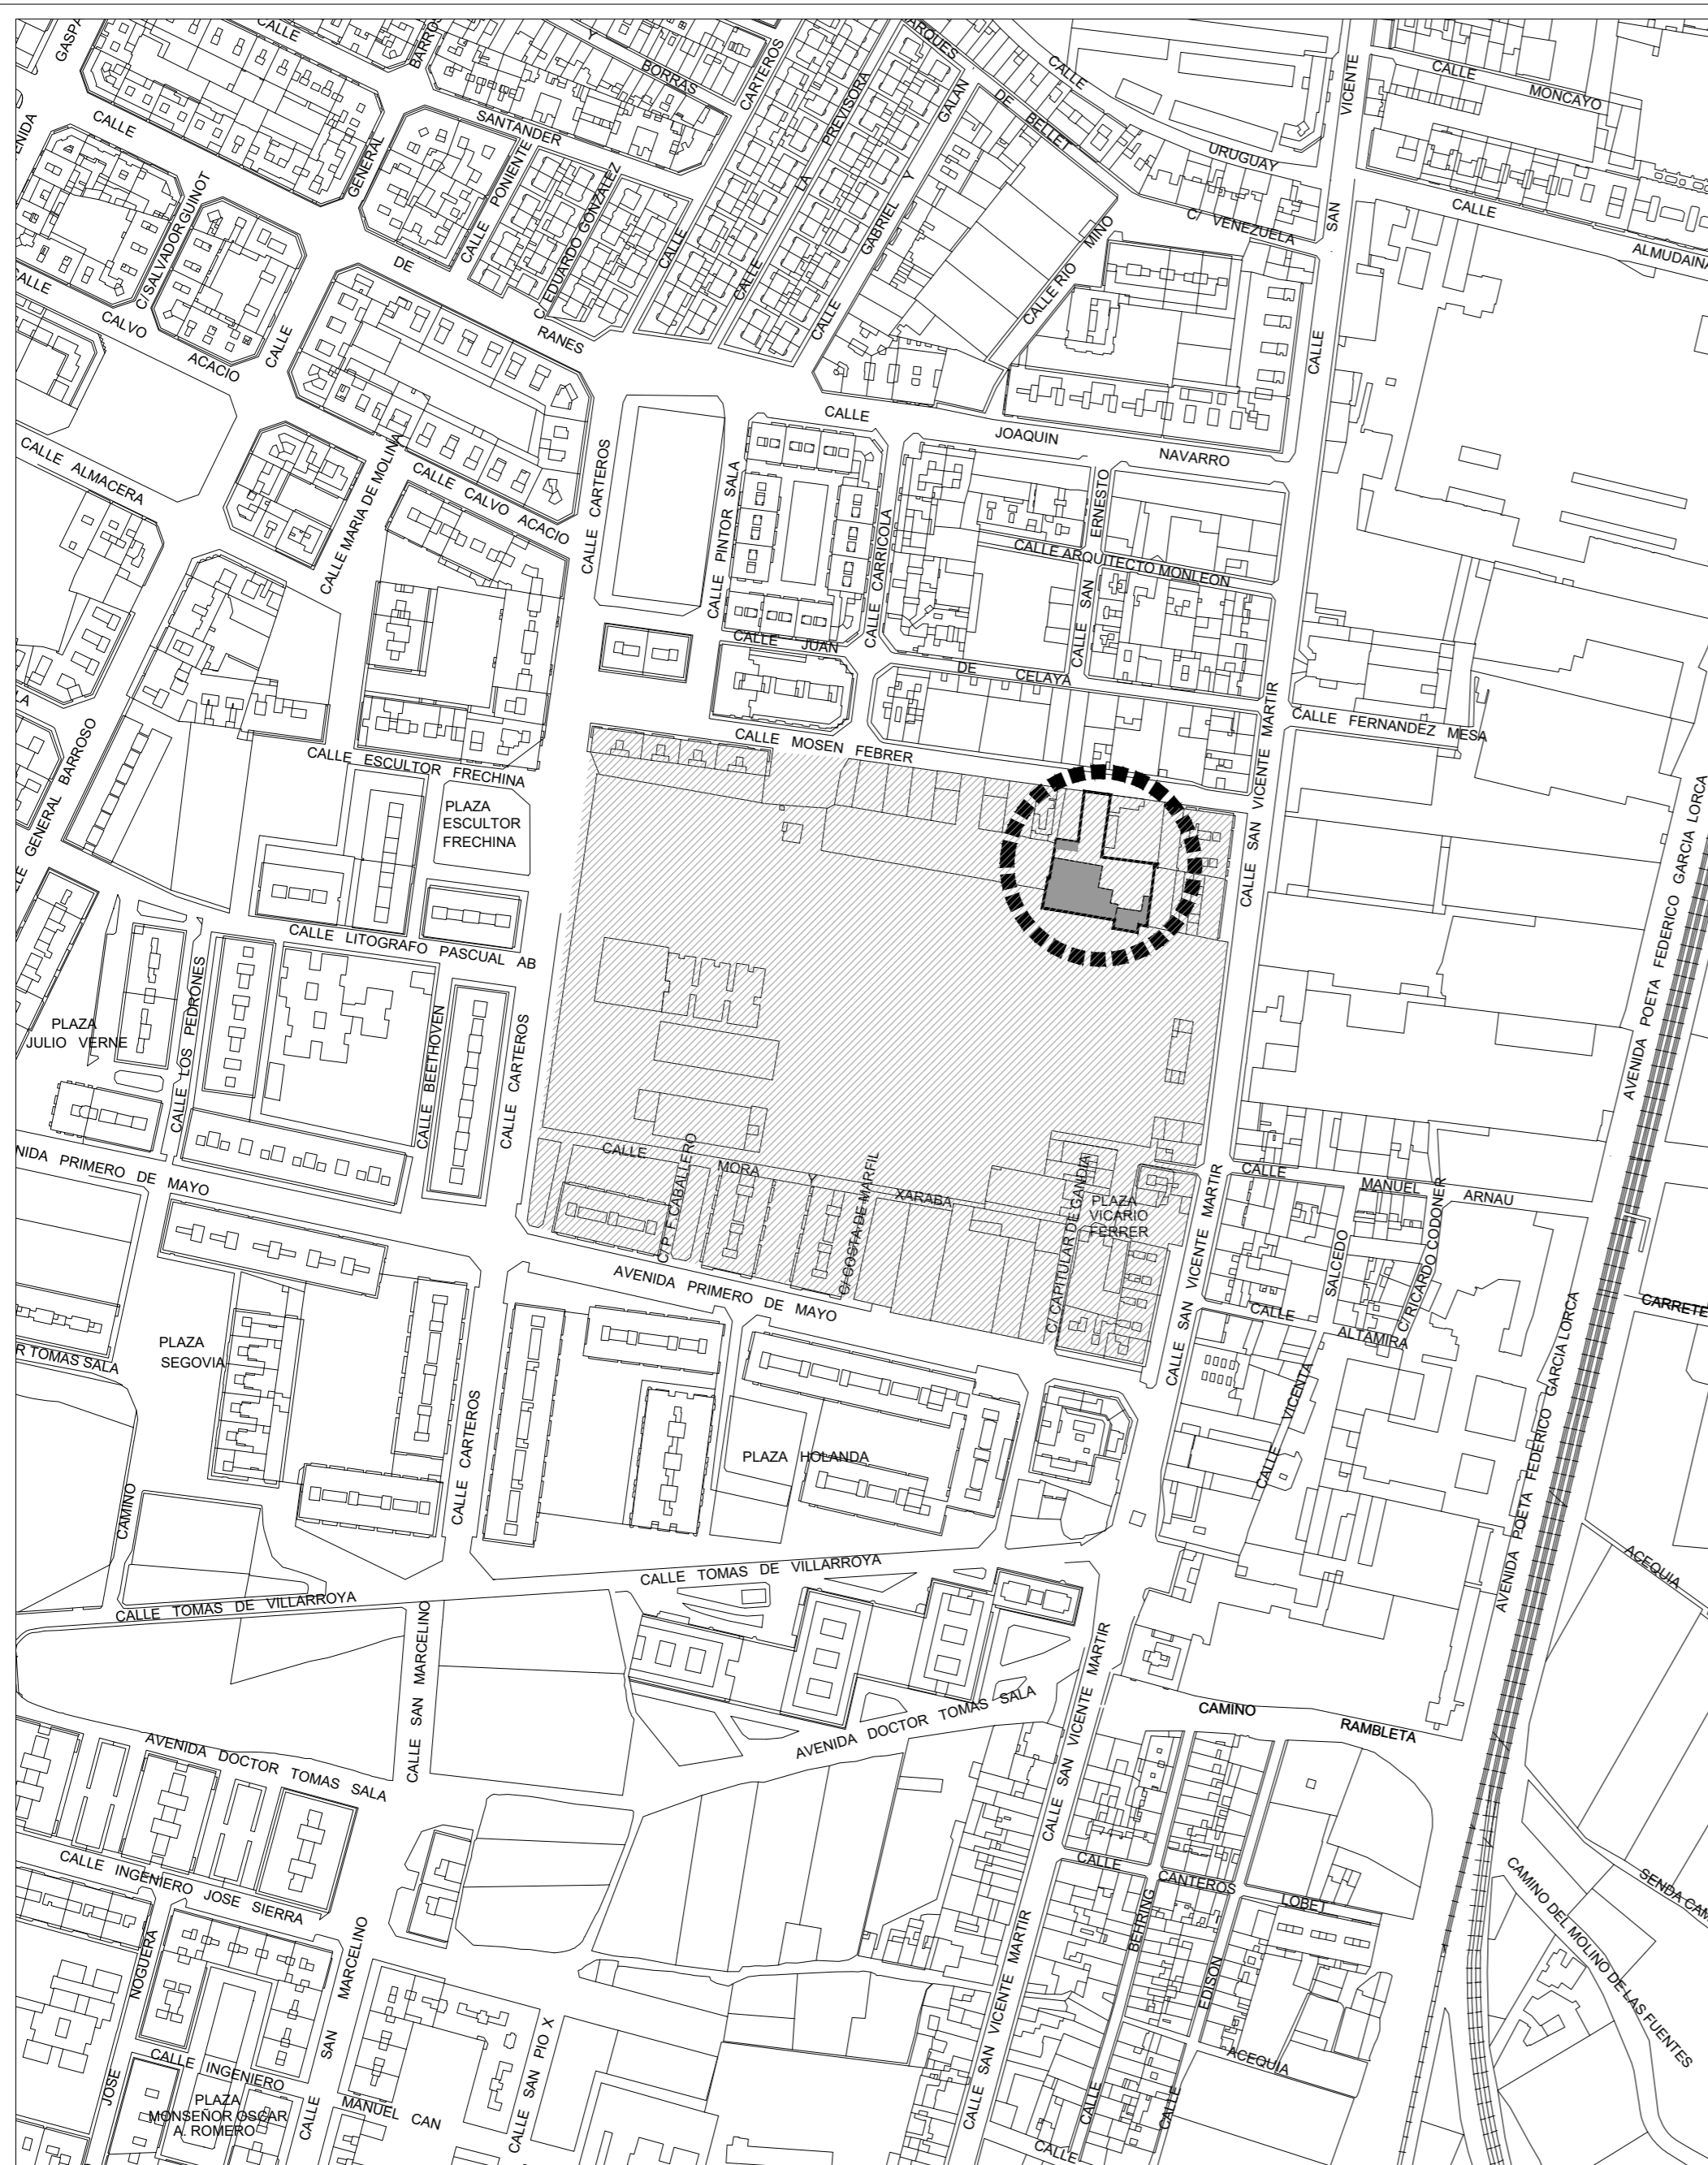 GASPA
CALLE
BARROS
Y
BORRAS
CARTEROS
MARQUES
DE
BELLET
CALLE
URUGUAY
VICENTE
CALLE
MONCAYO
CALLE
GENERAL
SANTANDER
PREVISORA
LA
GALAN
Y
GABRIEL
C/ VENEZUELA
SAN
CALLE
ALMUDAINA
C/SALVADOR GUINOT
CALLE PONIENTE
C/ EDUARDO GONZALEZ
CALLE
CALLE
CALLE
CALLE RIO MIÑO
CALLE
CALVO
ACACIO
CALLE
DE
RANES
CALLE
CALLE
JOAQUIN
NAVARRO
CALLE ALMACERA
CALLE MARIA DE MOLINA
CALLE CALVO ACACIO
CALLE CARTEROS
CALLE PINTOR SALA
CALLE CARRICOLA
CALLE SAN ERNESTO
CALLE ARQUITECTO MONLEON
CALLE JUAN
DE
CELAYA
CALLE MOSEN FEBRER
CALLE SAN VICENTE MARTIR
CALLE FERNANDEZ MESA
GENERAL BARROSO
CALLE ESCULTOR FRECHINA
PLAZA
ESCULTOR
FRECHINA
CALLE LITOGRAFO PASCUAL AB
AVENIDA POETA FEDERICO GARCIA LORCA
PLAZA
JULIO VERNE
CALLE LOS PEDRONES
CALLE BEETHOVEN
CALLE CARTEROS
NIDA PRIMERO DE MAYO
CALLE
MORA
Y
XARABA
C/ P. F. CABALLERO
C/ COSTA DE MARFIL
C/ CAPITULAR DE GANDIA
PLAZA
VICARIO
FERRER
CALLE SAN VICENTE MARTIR
CALLE
MANUEL
ARNAU
SALCEDO
C/ RICARDO CODOÑER
CALLE
ALTAMIRA
CARRETE
AVENIDA PRIMERO DE MAYO
PLAZA
SEGOVIA
R TOMAS SALA
CALLE CARTEROS
PLAZA HOLANDA
CALLE VICENTA
AVENIDA POETA FEDERICO GARCIA LORCA
CAMINO
CALLE TOMAS DE VILLARROYA
CALLE TOMAS DE VILLARROYA
ACEQUIA
CALLE SAN MARCELINO
CALLE SAN VICENTE MARTIR
AVENIDA DOCTOR TOMAS SALA
CAMINO
RAMBLETA
AVENIDA DOCTOR TOMAS SALA
CALLE INGENIERO JOSE SIERRA
CALLE
CANTEROS
LOBET
SENDA CAM
CAMINO DEL MOLINO DE LAS FUENTES
BEHRING
EDISON
CALLE SAN VICENTE MARTIR
NOGUERA
JOSE
MARCELINO
SAN
CALLE
CALLE INGENIERO
MANUEL CAN
CALLE SAN PIO X
PLAZA
MONSEÑOR OSCAR
A. ROMERO
ACEQUIA
CALLE
CALLE
CALLE